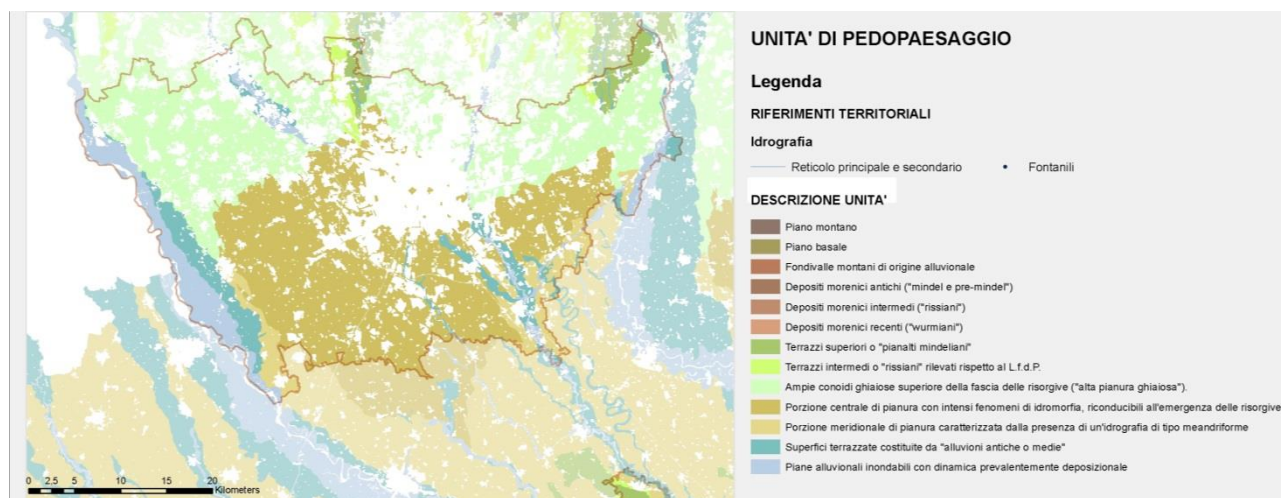 UNITA' DI PEDOPAESAGGIO
Legenda
RIFERIMENTI TERRITORIALI
Idrografia
Reticolo principale e secondario
Fontanili
DESCRIZIONE UNITA'
Piano montano
Piano basale
Fondivalle montani di origine alluvionale
Depositi morenici antichi ("mindel e pre-mindel")
Depositi morenici intermedi ("rissiani")
Depositi morenici recenti ("wurmiani")
Terrazzi superiori o "pianalti mindeliani"
Terrazzi intermedi o "rissiani" rilevati rispetto al L.f.d.P.
Ampie conoidi ghiaiose superiore della fascia delle risorgive ("alta pianura ghiaiosa").
Porzione centrale di pianura con intensi fenomeni di idromorfia, riconducibili all'emergenza delle risorgive
Porzione meridionale di pianura caratterizzata dalla presenza di un'idrografia di tipo meandriforme
Superfici terrazzate costituite da "alluvioni antiche o medie"
Piane alluvionali inondabili con dinamica prevalentemente deposizionale
0 2.5 5 10 15 20
Kilometers